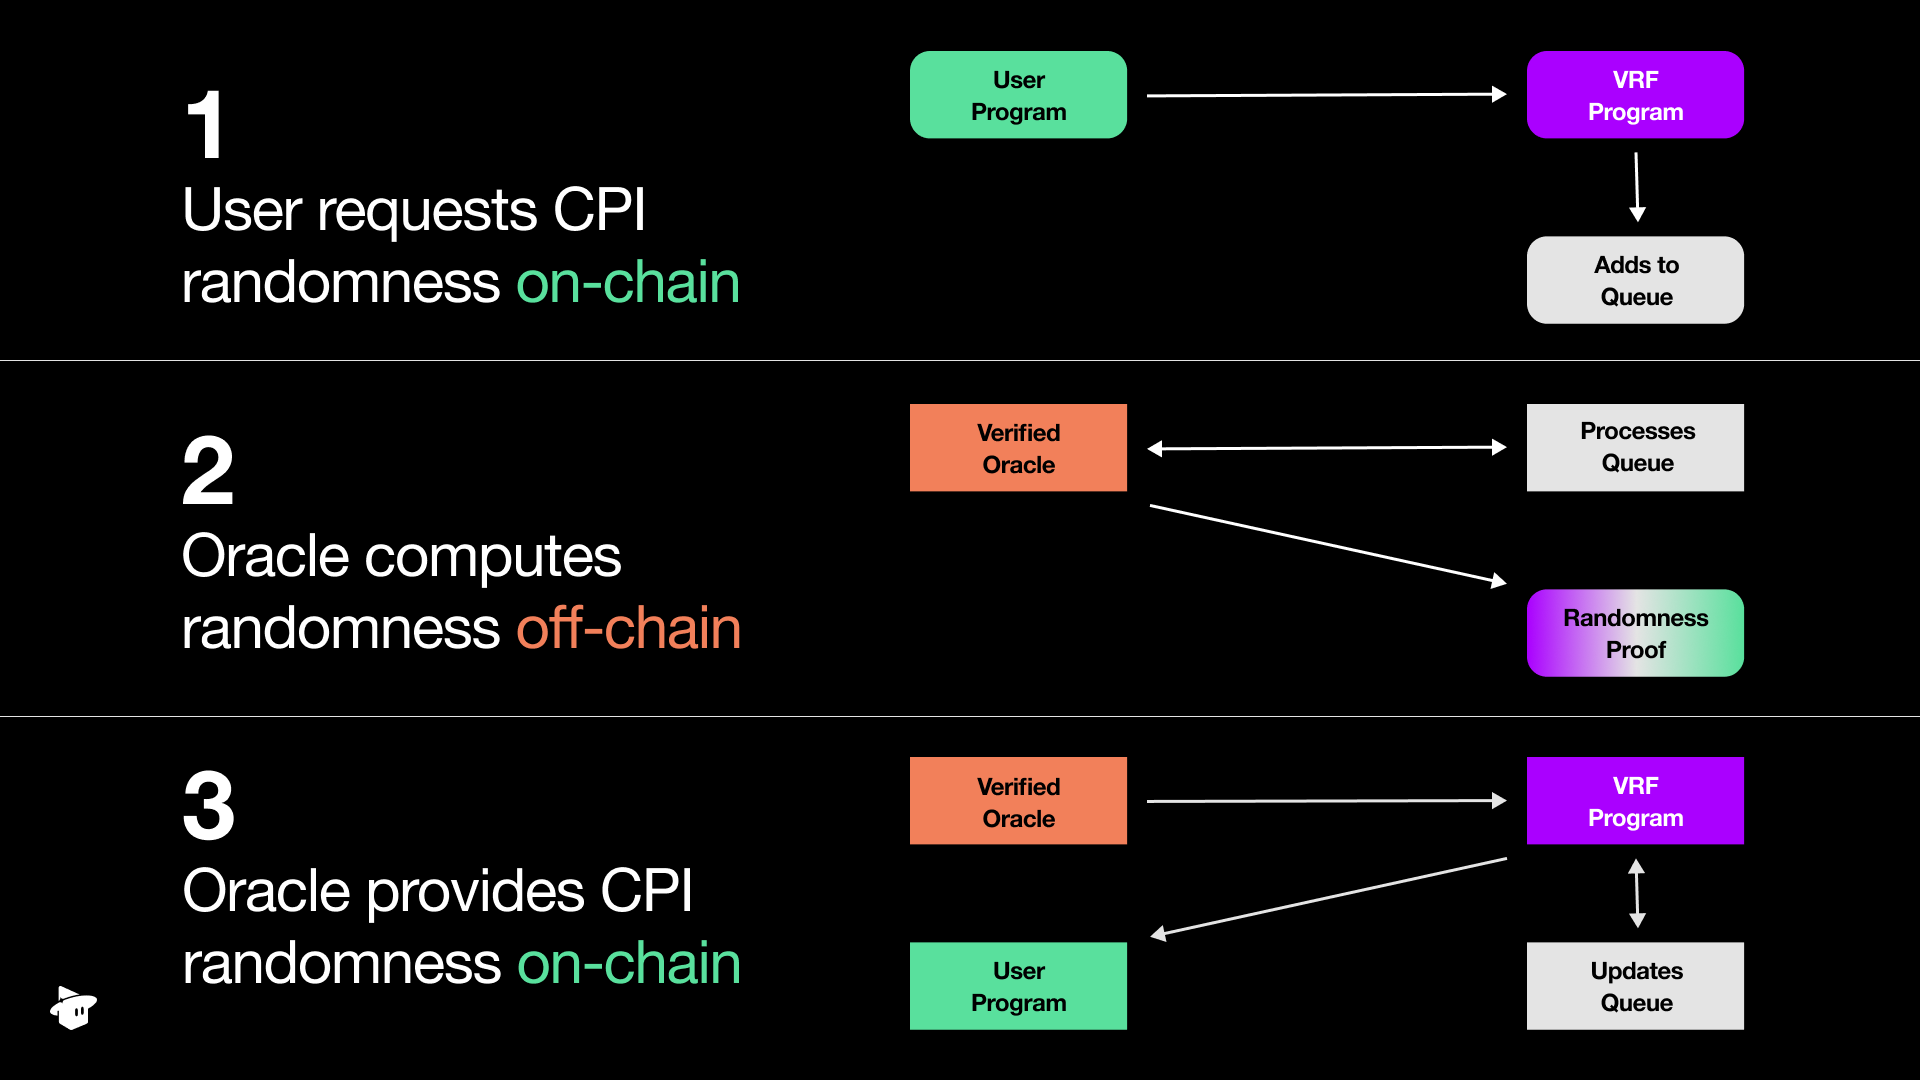 1
User requests CPI
randomness on-chain
User
Program
VRF
Program
Adds to
Queue
2
Oracle computes
randomness off-chain
Verified
Oracle
Processes
Queue
Randomness
Proof
3
Oracle provides CPI
randomness on-chain
Verified
Oracle
VRF
Program
User
Program
Updates
Queue